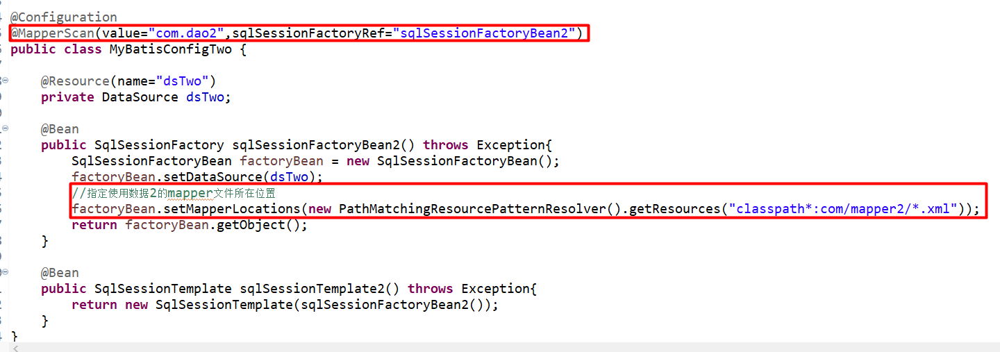 @Configuration
@MapperScan(value="com.dao2",sqlSessionFactoryRef="sqlSessionFactoryBean2")
public class MyBatisConfigTwo {
@Resource(name="dsTwo")
private DataSource dsTwo;
@Bean
public SqlSessionFactory sqlSessionFactoryBean2() throws Exception{
SqlSessionFactoryBean factoryBean = new SqlSessionFactoryBean();
factoryBean.setDataSource(dsTwo);
//指定使用数据2的mapper文件所在位置
factoryBean.setMapperLocations(new PathMatchingResourcePatternResolver().getResources("classpath*:com/mapper2/*.xml"));
return factoryBean.getObject();
}
@Bean
public SqlSessionTemplate sqlSessionTemplate2() throws Exception{
return new SqlSessionTemplate(sqlSessionFactoryBean2());
}
}